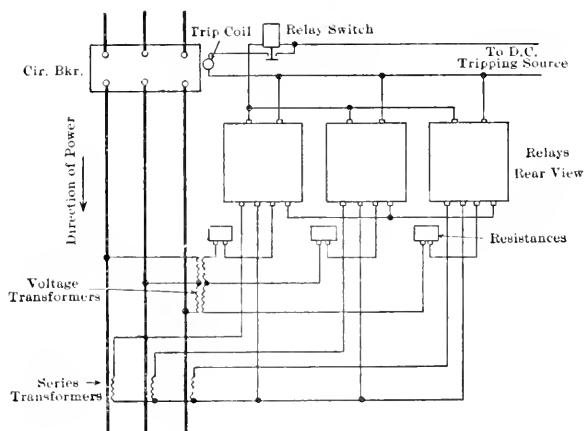 Trip Coil
Relay Switch
To D.C.
Tripping Source
Cir. Bkr.
Direction of Power
Relays
Rear View
Resistances
Voltage
Transformers
Series
Transformers